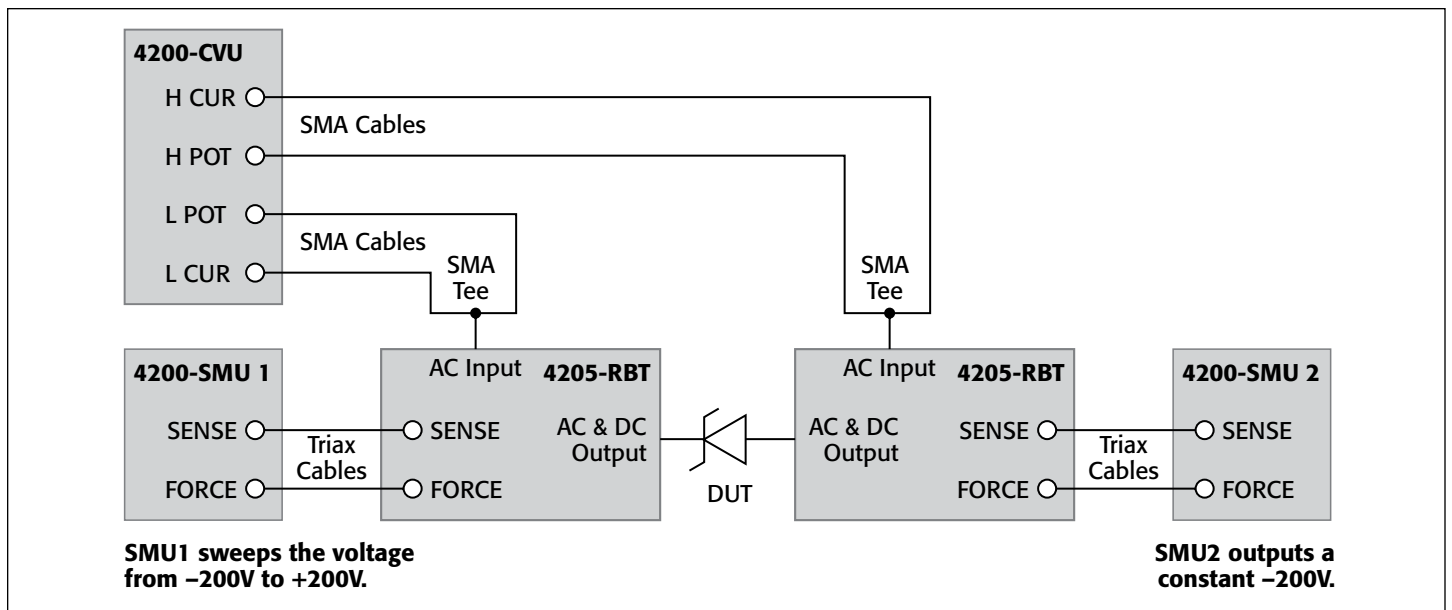 4200-CVU
H CUR
SMA Cables
H POT
L POT
SMA Cables
L CUR
SMA
Tee
SMA
Tee
4200-SMU 1
SENSE
FORCE
Triax
Cables
AC Input
4205-RBT
SENSE
FORCE
AC & DC
Output
DUT
AC Input
4205-RBT
AC & DC
Output
SENSE
FORCE
Triax
Cables
4200-SMU 2
SENSE
FORCE
SMU1 sweeps the voltage
from –200V to +200V.
SMU2 outputs a
constant –200V.